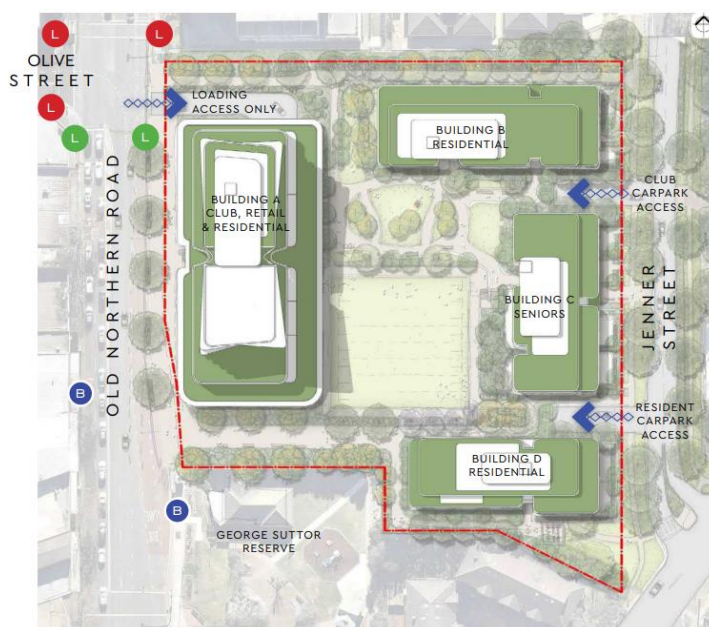 L
L
OLIVE
STREET
LOADING
ACCESS ONLY
L
L
L
BUILDING B
RESIDENTIAL
BUILDING A
CLUB, RETAIL
& RESIDENTIAL
CLUB
CARPARK
ACCESS
OLD NORTHERN ROAD
BUILDING C
SENIORS
JENNER
STREET
B
RESIDENT
CARPARK
ACCESS
BUILDING D
RESIDENTIAL
B
GEORGE SUTTOR
RESERVE